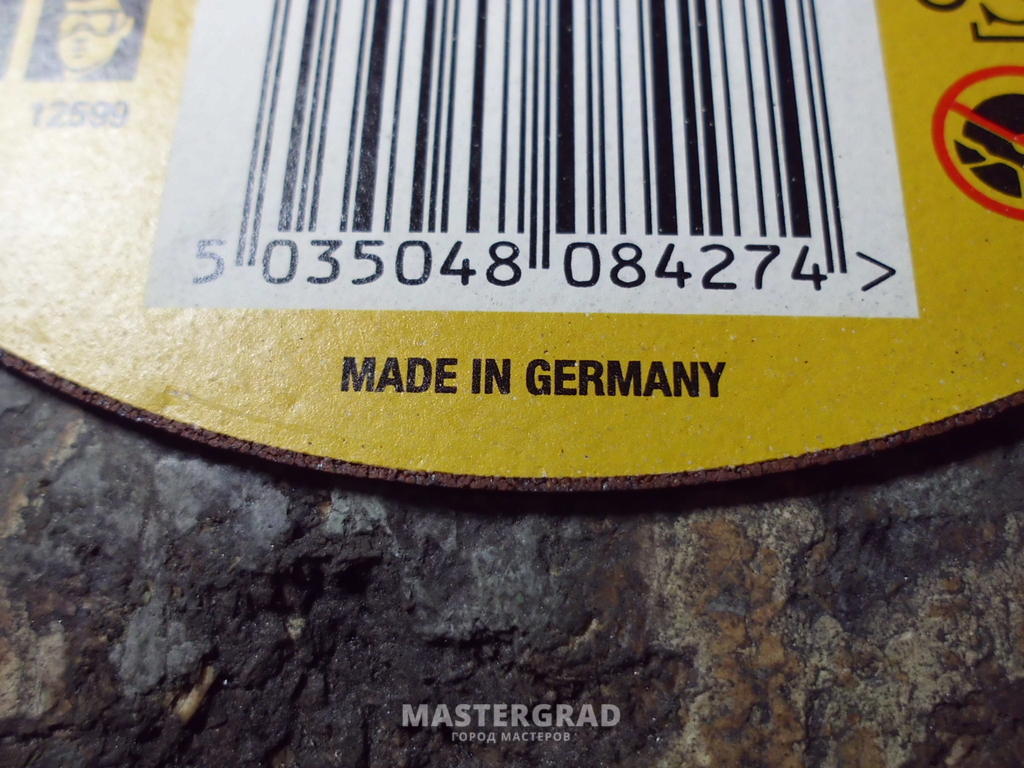 12599
5 035048 084274 >
MADE IN GERMANY
MASTERGRAD
ГОРОД МАСТЕРОВ